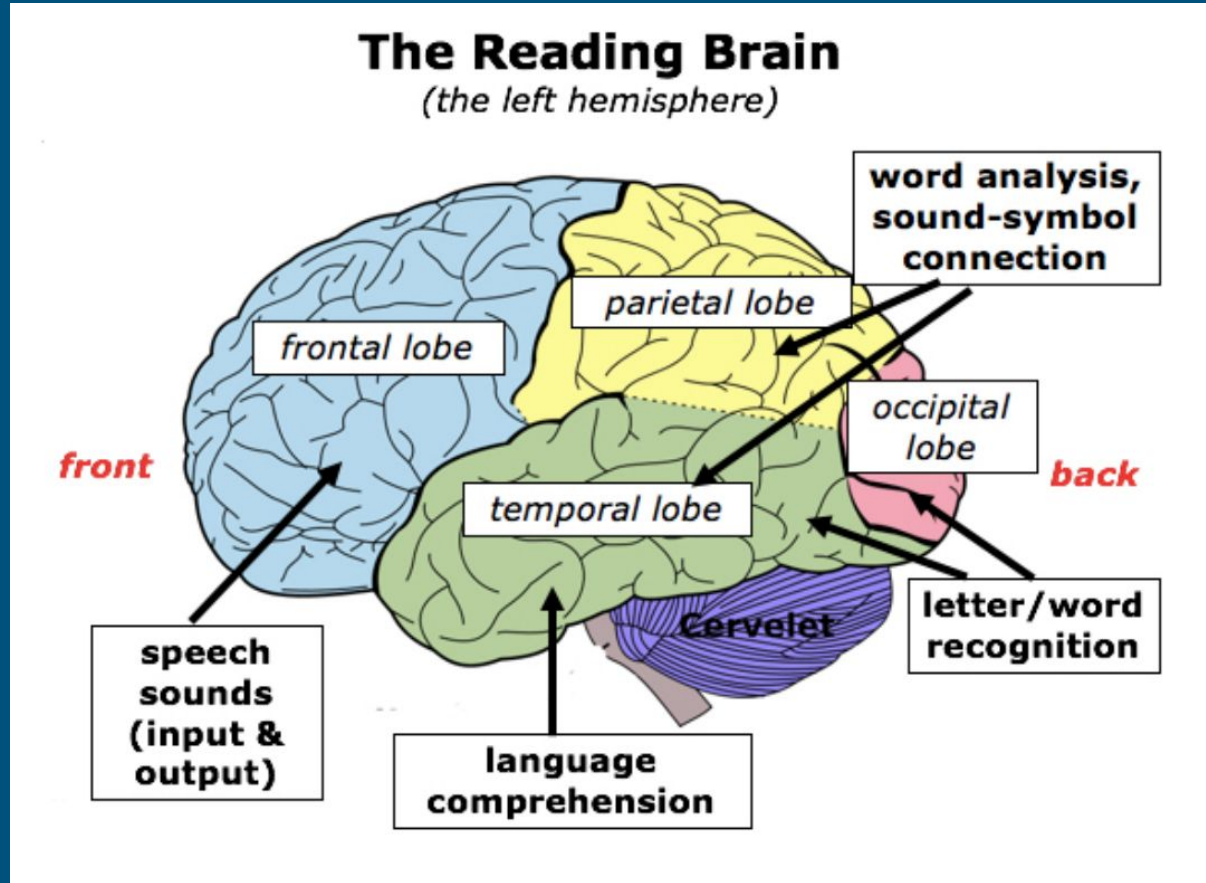 The Reading Brain
(the left hemisphere)
word analysis,
sound-symbol
connection
parietal lobe
frontal lobe
occipital
lobe
front
back
temporal lobe
Cervelet
letter/word
recognition
speech
sounds
(input &
output)
language
comprehension